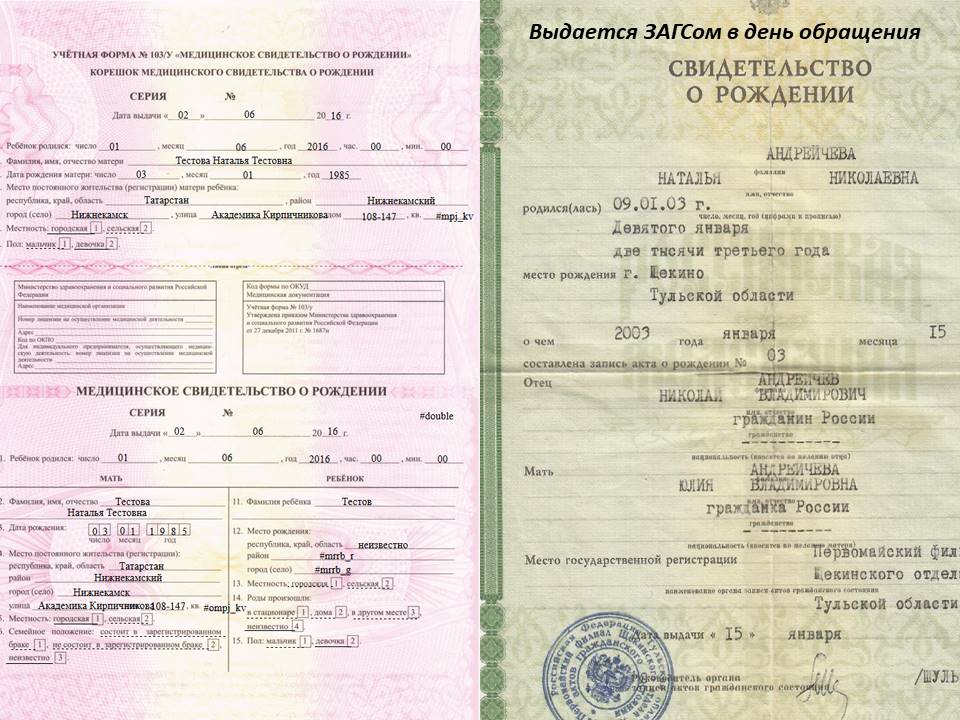 УЧЁТНАЯ ФОРМА № 103/У «МЕДИЦИНСКОЕ СВИДЕТЕЛЬСТВО О РОЖДЕНИИ»
КОРЕШОК МЕДИЦИНСКОГО СВИДЕТЕЛЬСТВА О РОЖДЕНИИ
СЕРИЯ №
Дата выдачи « 02 » 06 20 16 г.
Ребёнок родился: число 01 , месяц 06 , год 2016 , час. 00 , мин. 00
Фамилия, имя, отчество матери Тестова Наталья Тестовна
Дата рождения матери: число 03 , месяц 01 , год 1985
Место постоянного жительства (регистрации) матери ребёнка:
республика, край, область Татарстан , район Нижнекамский
город (село) Нижнекамск , улица Академика Кирпичникова дом 108-147 , кв. #mpj_kv
Местность: городская 1 , сельская 2 .
Пол: мальчик 1 , девочка 2 .
линия отреза
Министерство здравоохранения и социального развития Российской
Федерации
Наименование медицинской организации
Номер лицензии на осуществление медицинской деятельности
Адрес
Код по ОКПО
Для индивидуального предпринимателя, осуществляющего медицин-
скую деятельность: номер лицензии на осуществление медицинской
деятельности
Адрес
Код формы по ОКУД
Медицинская документация
Учётная форма № 103/у
Утверждена приказом Министерства здравоохранения
и социального развития Российской Федерации
от 27 декабря 2011 г. № 1687н
МЕДИЦИНСКОЕ СВИДЕТЕЛЬСТВО О РОЖДЕНИИ
СЕРИЯ № #double
Дата выдачи « 02 » 06 20 16 г.
1. Ребёнок родился: число 01 , месяц 06 , год 2016 , час. 00 , мин. 00
МАТЬ
2. Фамилия, имя, отчество Тестова
Наталья Тестовна
3. Дата рождения: 03 01 1985
число месяц год
4. Место постоянного жительства (регистрации):
республика, край, область Татарстан
район Нижнекамский
город (село) Нижнекамск
улица Академика Кирпичникова 108-147 , кв. #ompj_kv
5. Местность: городская 1 , сельская 2 .
6. Семейное положение: состоит в зарегистрированном
браке 1 , не состоит в зарегистрированном браке 2 ,
неизвестно 3 .
РЕБЁНОК
11. Фамилия ребёнка Тестов
12. Место рождения:
республика, край, область неизвестно
район #mrrb_r
город (село) #mrrb_g
13. Местность: городская 1 , сельская 2 .
14. Роды произошли:
в стационаре 1 , дома 2 , в другом месте 3 ,
неизвестно 4 .
15. Пол: мальчик 1 , девочка 2 .
Выдается ЗАГСом в день обращения
СВИДЕТЕЛЬСТВО
О РОЖДЕНИИ
АНДРЕЙЧЕВА
фамилия
НАТАЛЬЯ НИКОЛАЕВНА
имя, отчество
родился(лась) 09.01.03 г.
число, месяц, год (цифрами и прописью)
Девятого января
две тысячи третьего года
место рождения г. Щекино
Тульской области
о чем 2003 года января месяца 15
составлена запись акта о рождении № 03
Отец АНДРЕЙЧЕВ
НИКОЛАЙ ВЛАДИМИРОВИЧ
имя, отчество
гражданин России
гражданство
национальность (вносится по желанию отца)
Мать АНДРЕЙЧЕВА
ЮЛИЯ ВЛАДИМИРОВНА
имя, отчество
гражданка России
гражданство
национальность (вносится по желанию матери)
Место государственной регистрации Первомайский фил
Щекинского отдел
наименование органа записи актов гражданского состояния
Тульской области
Дата выдачи « 15 » января
Руководитель органа
записи актов гражданского состояния /ШУЛЬ